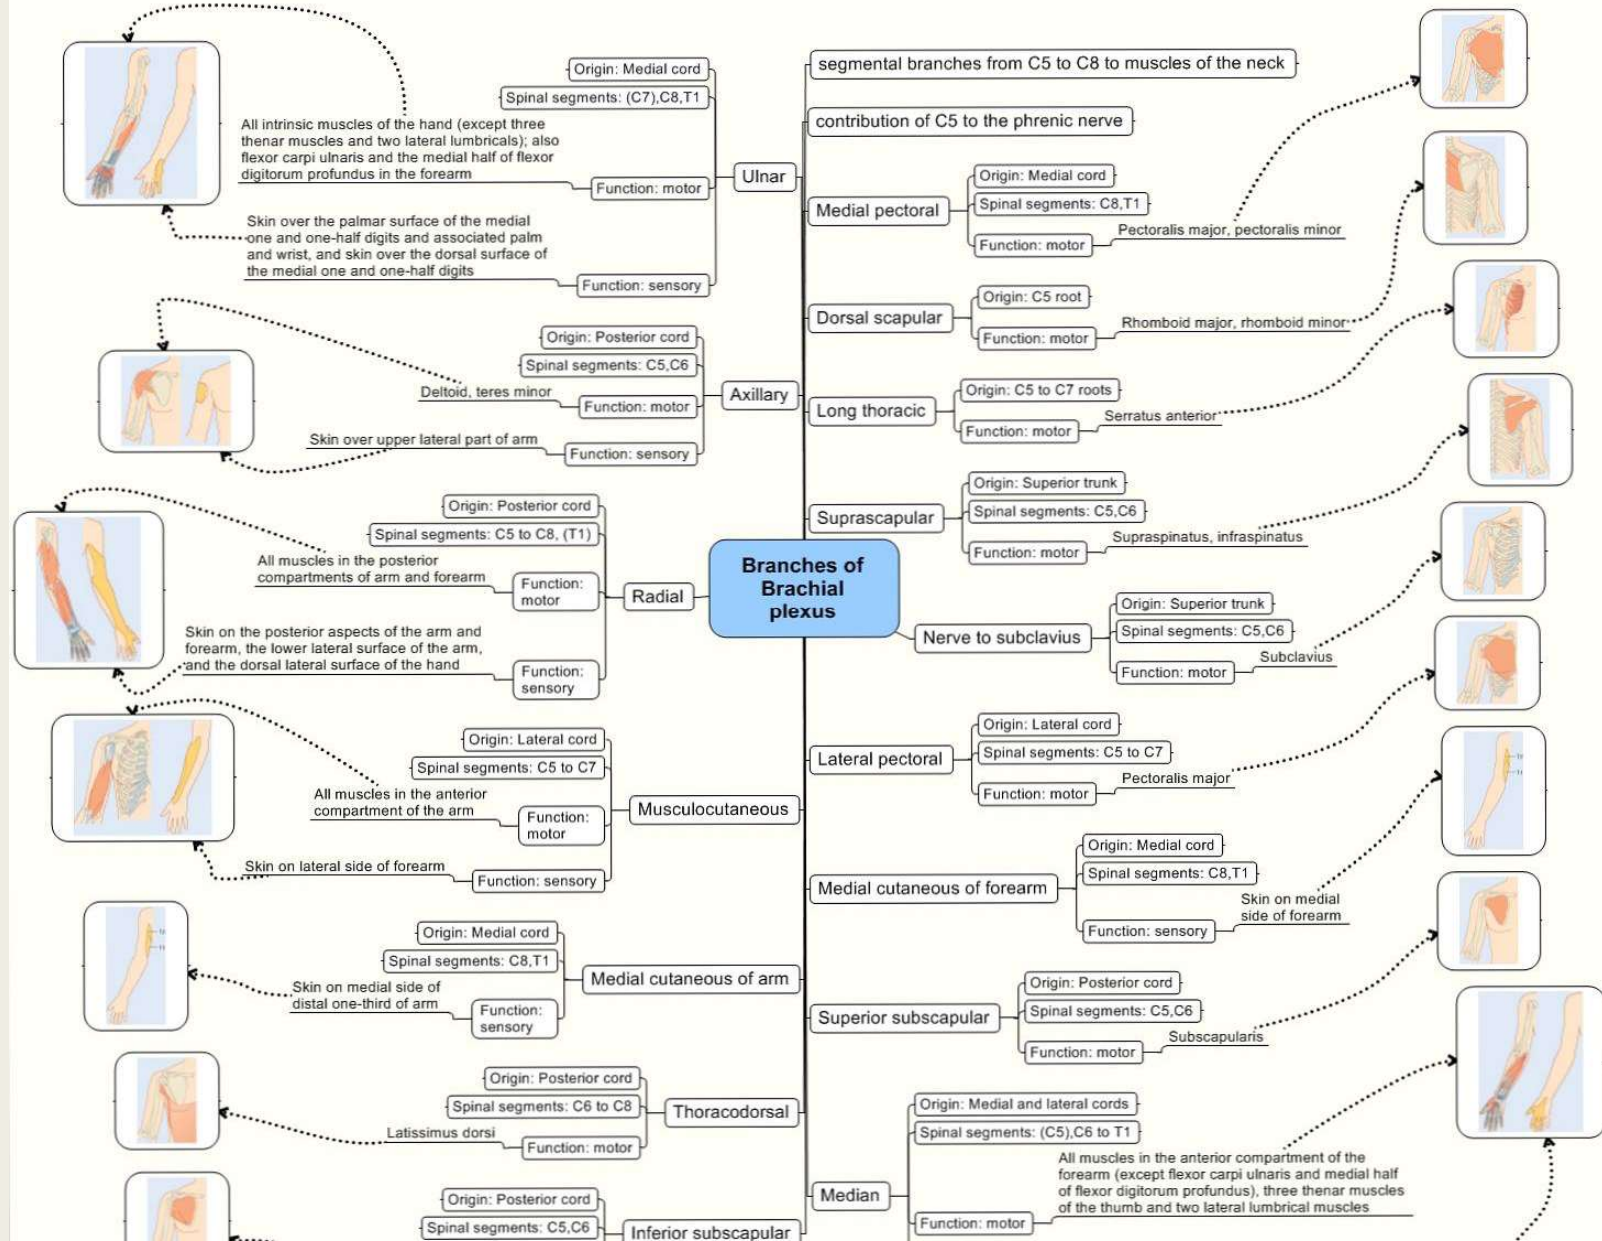 Branches of
Brachial
plexus
Ulnar
Origin: Medial cord
Spinal segments: (C7),C8,T1
Function: motor
All intrinsic muscles of the hand (except three
thenar muscles and two lateral lumbricals); also
flexor carpi ulnaris and the medial half of flexor
digitorum profundus in the forearm
Function: sensory
Skin over the palmar surface of the medial
one and one-half digits and associated palm
and wrist, and skin over the dorsal surface of
the medial one and one-half digits
Axillary
Origin: Posterior cord
Spinal segments: C5,C6
Function: motor
Deltoid, teres minor
Function: sensory
Skin over upper lateral part of arm
Radial
Origin: Posterior cord
Spinal segments: C5 to C8, (T1)
Function:
motor
All muscles in the posterior
compartments of arm and forearm
Function:
sensory
Skin on the posterior aspects of the arm and
forearm, the lower lateral surface of the arm,
and the dorsal lateral surface of the hand
Musculocutaneous
Origin: Lateral cord
Spinal segments: C5 to C7
Function:
motor
All muscles in the anterior
compartment of the arm
Function: sensory
Skin on lateral side of forearm
Medial cutaneous of arm
Origin: Medial cord
Spinal segments: C8,T1
Function:
sensory
Skin on medial side of
distal one-third of arm
Thoracodorsal
Origin: Posterior cord
Spinal segments: C6 to C8
Function: motor
Latissimus dorsi
Inferior subscapular
Origin: Posterior cord
Spinal segments: C5,C6
segmental branches from C5 to C8 to muscles of the neck
contribution of C5 to the phrenic nerve
Medial pectoral
Origin: Medial cord
Spinal segments: C8,T1
Function: motor
Pectoralis major, pectoralis minor
Dorsal scapular
Origin: C5 root
Function: motor
Rhomboid major, rhomboid minor
Long thoracic
Origin: C5 to C7 roots
Function: motor
Serratus anterior
Suprascapular
Origin: Superior trunk
Spinal segments: C5,C6
Function: motor
Supraspinatus, infraspinatus
Nerve to subclavius
Origin: Superior trunk
Spinal segments: C5,C6
Function: motor
Subclavius
Lateral pectoral
Origin: Lateral cord
Spinal segments: C5 to C7
Function: motor
Pectoralis major
Medial cutaneous of forearm
Origin: Medial cord
Spinal segments: C8,T1
Function: sensory
Skin on medial
side of forearm
Superior subscapular
Origin: Posterior cord
Spinal segments: C5,C6
Function: motor
Subscapularis
Median
Origin: Medial and lateral cords
Spinal segments: (C5),C6 to T1
Function: motor
All muscles in the anterior compartment of the
forearm (except flexor carpi ulnaris and medial half
of flexor digitorum profundus), three thenar muscles
of the thumb and two lateral lumbrical muscles